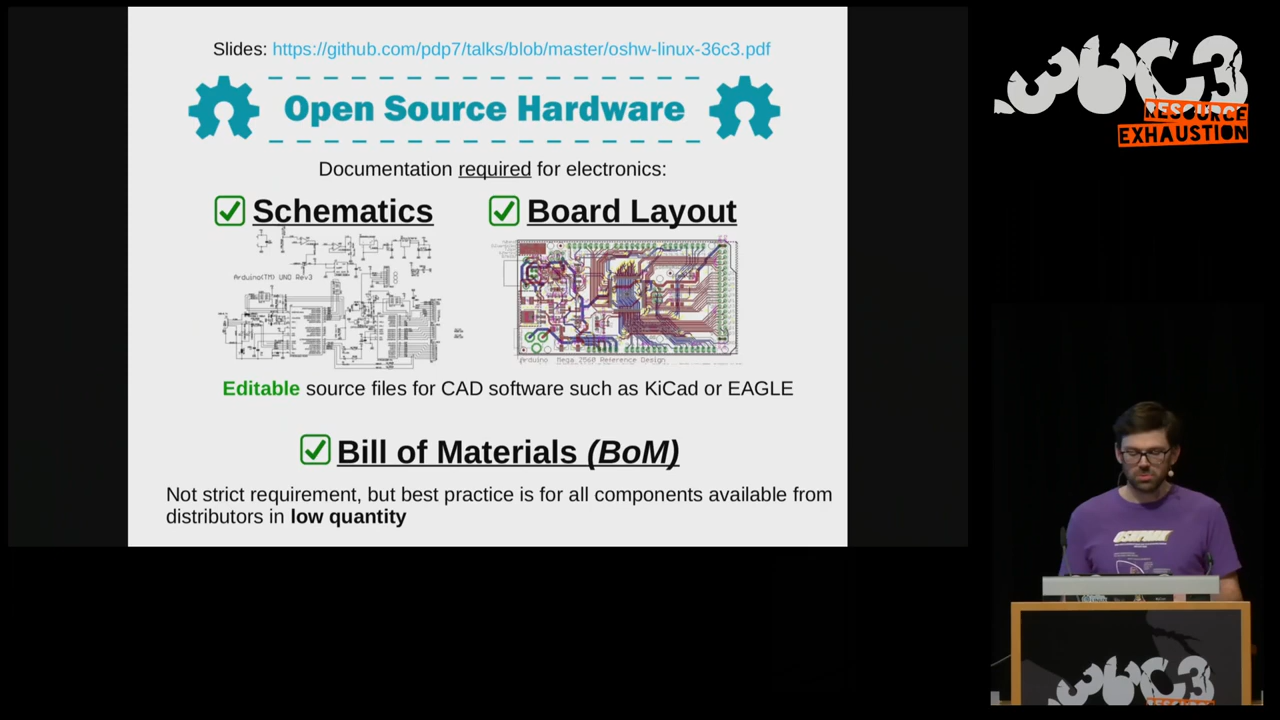 Slides: https://github.com/pdp7/talks/blob/master/oshw-linux-36c3.pdf
Open Source Hardware
Documentation required for electronics:
Schematics
Board Layout
Arduino(TM) UNO Rev3
Arduino Mega 2560 Reference Design
Editable source files for CAD software such as KiCad or EAGLE
Bill of Materials (BoM)
Not strict requirement, but best practice is for all components available from
distributors in low quantity
36C3
RESOURCE
EXHAUSTION
OSHPARK
36C3
RESOURCE